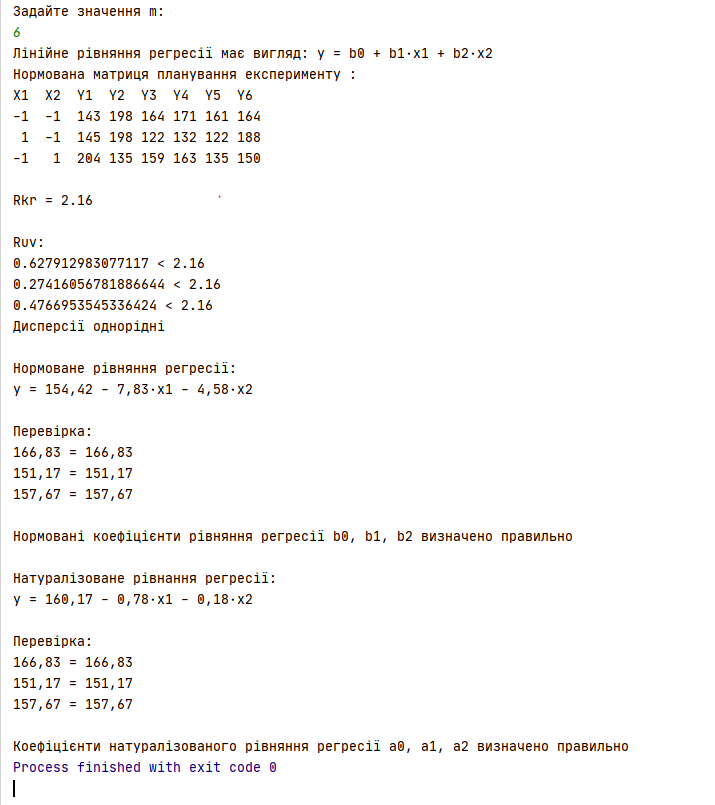 Задайте значення m:
6
Лінійне рівняння регресії має вигляд: y = b0 + b1·x1 + b2·x2
Нормована матриця планування експерименту :
X1 X2 Y1 Y2 Y3 Y4 Y5 Y6
-1 -1 143 198 164 171 161 164
1 -1 145 198 122 132 122 188
-1 1 204 135 159 163 135 150
Rkr = 2.16
Ruv:
0.627912983077117 < 2.16
0.27416056781886644 < 2.16
0.4766953545336424 < 2.16
Дисперсії однорідні
Нормоване рівняння регресії:
y = 154,42 - 7,83·x1 - 4,58·x2
Перевірка:
166,83 = 166,83
151,17 = 151,17
157,67 = 157,67
Нормовані коефіцієнти рівняння регресії b0, b1, b2 визначено правильно
Натуралізоване рівнання регресії:
y = 160,17 - 0,78·x1 - 0,18·x2
Перевірка:
166,83 = 166,83
151,17 = 151,17
157,67 = 157,67
Коефіцієнти натуралізованого рівняння регресії a0, a1, a2 визначено правильно
Process finished with exit code 0